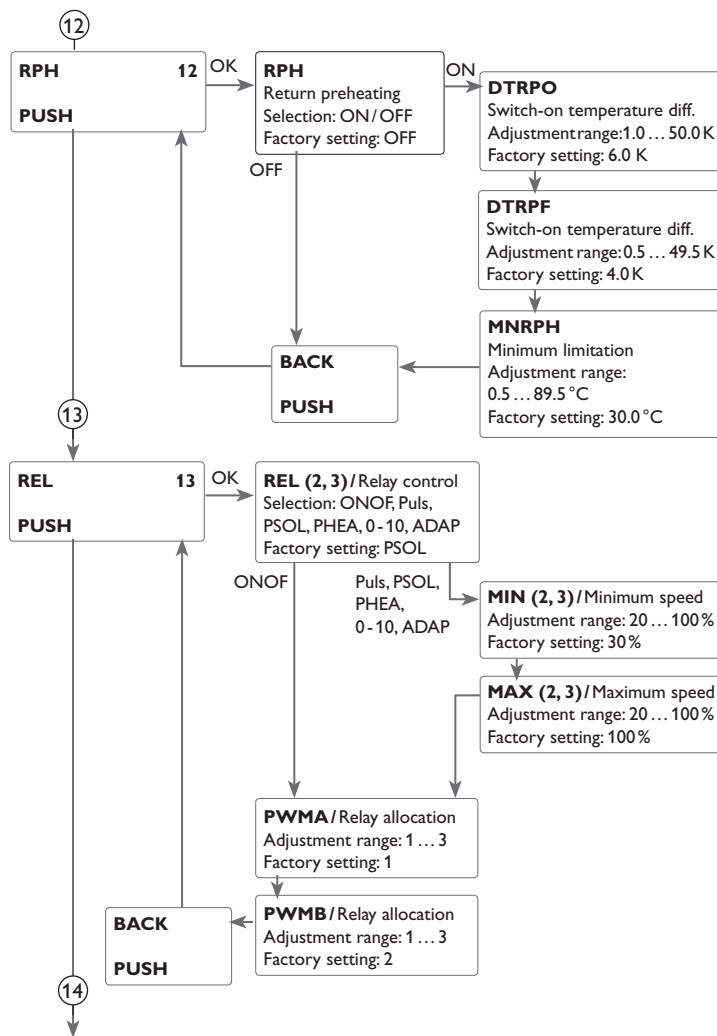 12
RPH 12
PUSH
OK
RPH
Return preheating
Selection: ON/OFF
Factory setting: OFF
ON
OFF
DTRPO
Switch-on temperature diff.
Adjustment range: 1.0 … 50.0 K
Factory setting: 6.0 K
DTRPF
Switch-on temperature diff.
Adjustment range: 0.5 … 49.5 K
Factory setting: 4.0 K
MNRPH
Minimum limitation
Adjustment range:
0.5 … 89.5 °C
Factory setting: 30.0 °C
BACK
PUSH
13
REL 13
PUSH
OK
REL (2, 3) / Relay control
Selection: ONOF, Puls,
PSOL, PHEA, 0-10, ADAP
Factory setting: PSOL
ONOF
Puls, PSOL,
PHEA,
0-10, ADAP
MIN (2, 3) / Minimum speed
Adjustment range: 20 … 100 %
Factory setting: 30 %
MAX (2, 3) / Maximum speed
Adjustment range: 20 … 100 %
Factory setting: 100 %
PWMA / Relay allocation
Adjustment range: 1 … 3
Factory setting: 1
PWMB / Relay allocation
Adjustment range: 1 … 3
Factory setting: 2
BACK
PUSH
14